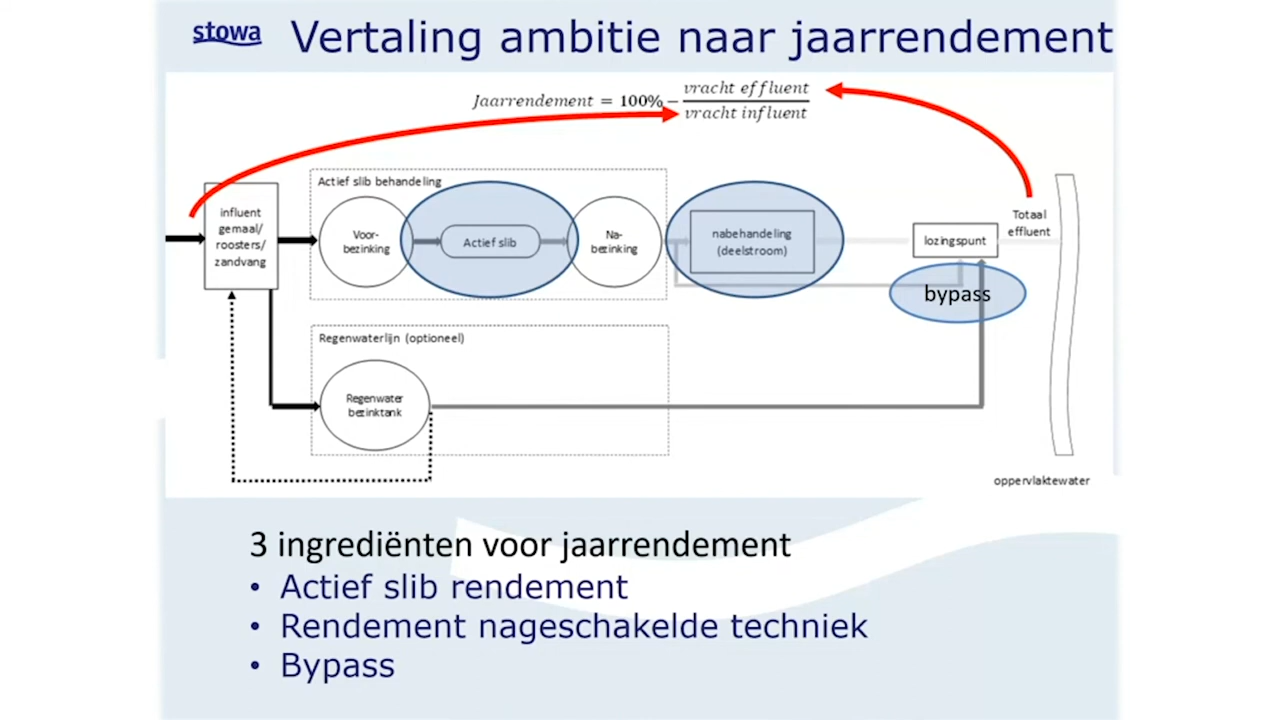 stowa
Vertaling ambitie naar jaarrendement
Jaarrendement = 100% − vracht effluent
vracht influent
Actief slib behandeling
influent
gemaal/
roosters/
zandvang
Voor-
bezinking
Actief slib
Na-
bezinking
nabehandeling
(deelstroom)
lozingspunt
Totaal
effluent
bypass
Regenwaterlijn (optioneel)
Regenwater
bezinktank
oppervlaktewater
3 ingrediënten voor jaarrendement
• Actief slib rendement
• Rendement nageschakelde techniek
• Bypass